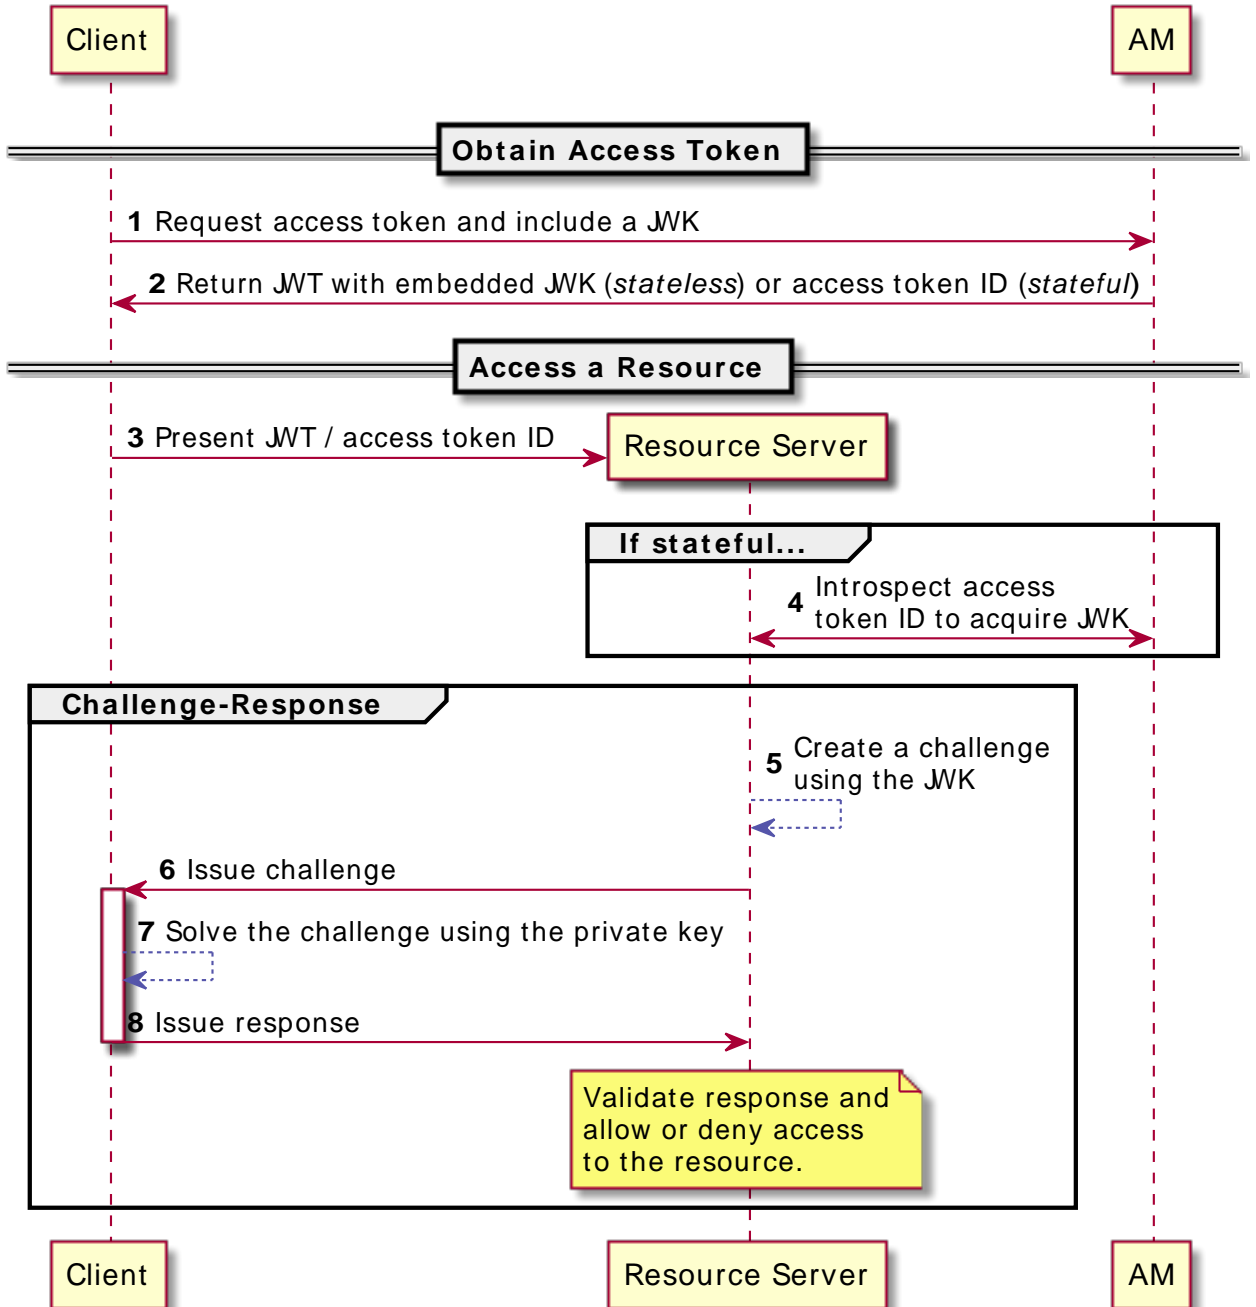 Client
AM
Obtain Access Token
1 Request access token and include a JWK
2 Return JWT with embedded JWK (stateless) or access token ID (stateful)
Access a Resource
3 Present JWT / access token ID
Resource Server
If stateful...
4 Introspect access
token ID to acquire JWK
Challenge-Response
5 Create a challenge
using the JWK
6 Issue challenge
7 Solve the challenge using the private key
8 Issue response
Validate response and
allow or deny access
to the resource.
Client
Resource Server
AM